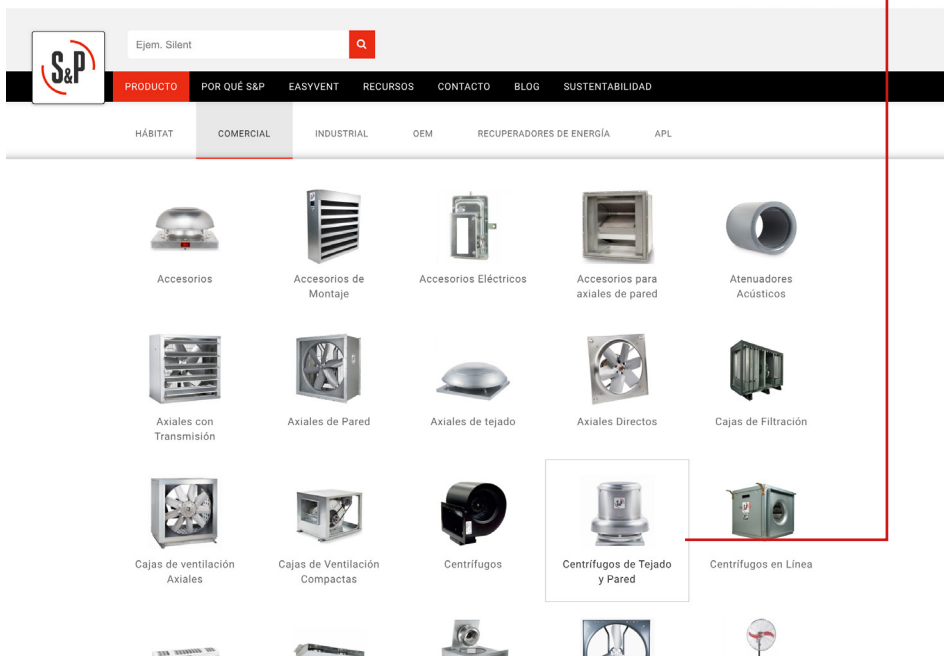 Ejem. Silent
S&P
PRODUCTO POR QUÉ S&P EASYVENT RECURSOS CONTACTO BLOG SUSTENTABILIDAD
HÁBITAT COMERCIAL INDUSTRIAL OEM RECUPERADORES DE ENERGÍA APL
Accesorios
Accesorios de
Montaje
Accesorios Eléctricos
Accesorios para
axiales de pared
Atenuadores
Acústicos
Axiales con
Transmisión
Axiales de Pared
Axiales de tejado
Axiales Directos
Cajas de Filtración
Cajas de ventilación
Axiales
Cajas de Ventilación
Compactas
Centrífugos
Centrífugos de Tejado
y Pared
Centrífugos en Línea